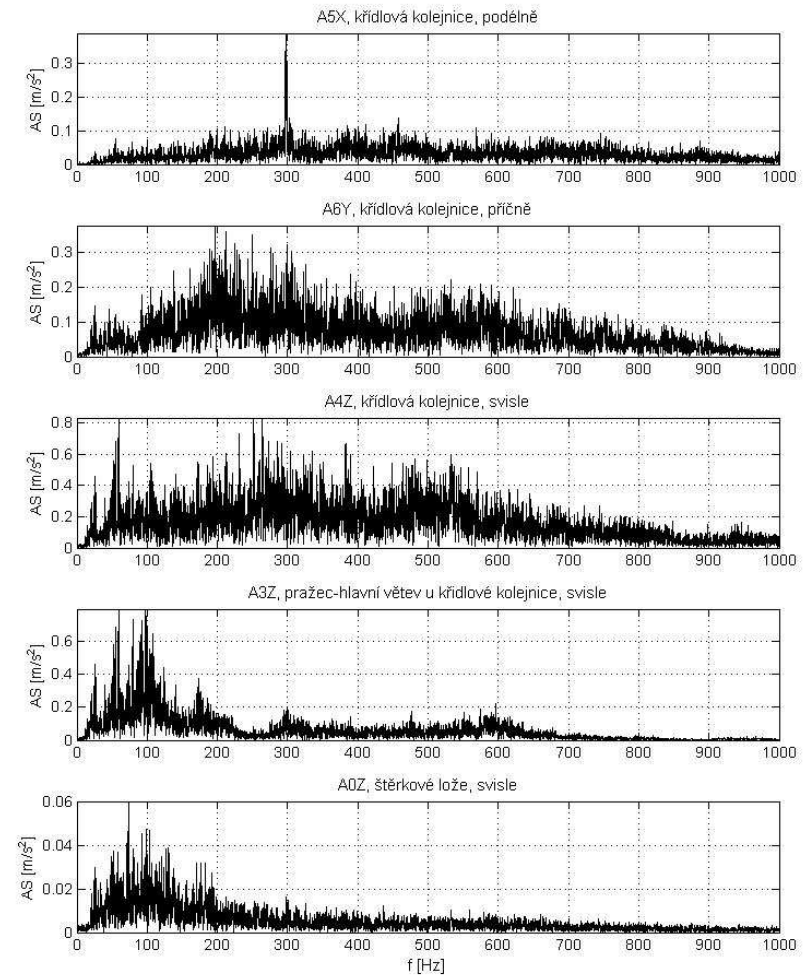 A5X, křídlová kolejnice, podélně
AS [m/s²]
0.3
0.2
0.1
0
0 100 200 300 400 500 600 700 800 900 1000
A6Y, křídlová kolejnice, příčně
AS [m/s²]
0.3
0.2
0.1
0
0 100 200 300 400 500 600 700 800 900 1000
A4Z, křídlová kolejnice, svisle
AS [m/s²]
0.8
0.6
0.4
0.2
0
0 100 200 300 400 500 600 700 800 900 1000
A3Z, pražec-hlavní větev u křídlové kolejnice, svisle
AS [m/s²]
0.6
0.4
0.2
0
0 100 200 300 400 500 600 700 800 900 1000
A0Z, štěrkové lože, svisle
AS [m/s²]
0.06
0.04
0.02
0
0 100 200 300 400 500 600 700 800 900 1000
f [Hz]